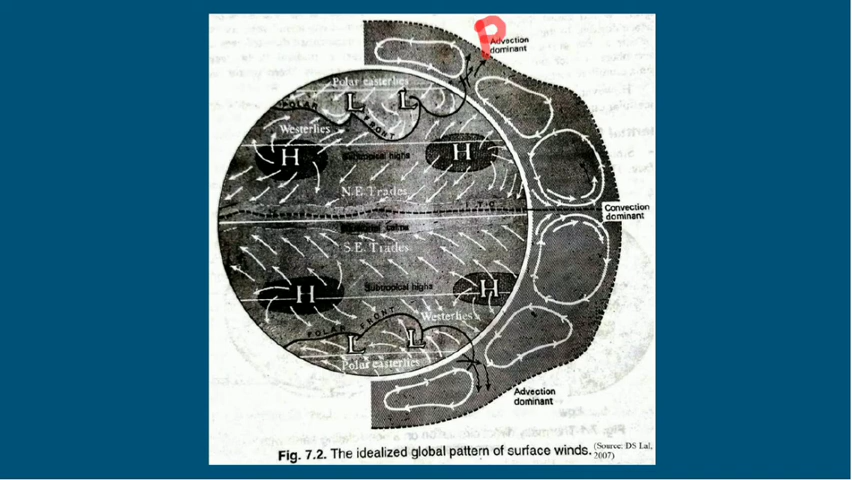 P
Advection
dominant
Polar easterlies
POLAR
FRONT
L
L
Westerlies
H
H
Subtropical highs
N.E. Trades
I. T. C.
Convection
dominant
S.E. Trades
Subtropical highs
H
H
Westerlies
POLAR FRONT
L
L
Polar easterlies
Advection
dominant
Fig. 7.2. The idealized global pattern of surface winds. (Source: DS Lal,
2007)